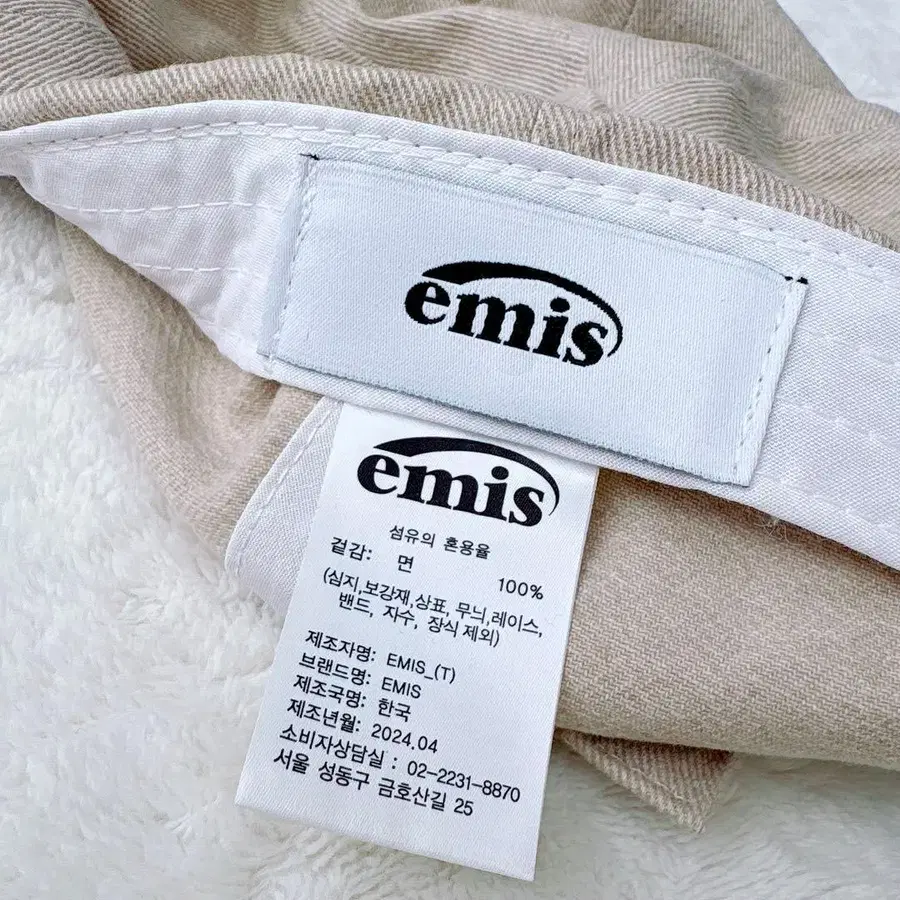 emis
emis
섬유의 혼용율
겉감: 면 100%
(심지,보강재,상표, 무늬,레이스,
밴드, 자수, 장식 제외)
제조자명: EMIS_(T)
브랜드명: EMIS
제조국명: 한국
제조년월: 2024.04
소비자상담실 : 02-2231-8870
서울 성동구 금호산길 25